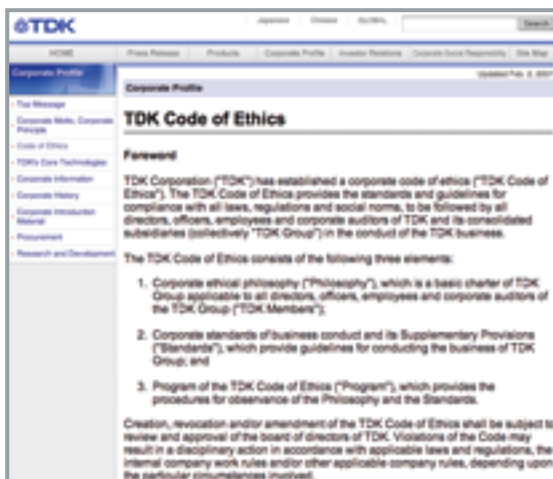 TDK
Japanese Chinese GLOBAL
Search
HOME Press Release Products Corporate Profile Investor Relations Corporate Social Responsibility Site Map
Corporate Profile
Updated Feb. 2, 2007
Corporate Profile
Top Message
Corporate Motto, Corporate
Principle
Code of Ethics
TDK's Core Technologies
Corporate Information
Corporate History
Corporate Introduction
Material
Procurement
Research and Development
TDK Code of Ethics
Foreword
TDK Corporation ("TDK") has established a corporate code of ethics ("TDK Code of
Ethics"). The TDK Code of Ethics provides the standards and guidelines for
compliance with all laws, regulations and social norms, to be followed by all
directors, officers, employees and corporate auditors of TDK and its consolidated
subsidiaries (collectively "TDK Group") in the conduct of the TDK business.
The TDK Code of Ethics consists of the following three elements:
1. Corporate ethical philosophy ("Philosophy"), which is a basic charter of TDK
Group applicable to all directors, officers, employees and corporate auditors of
the TDK Group ("TDK Members");
2. Corporate standards of business conduct and its Supplementary Provisions
("Standards"), which provide guidelines for conducting the business of TDK
Group; and
3. Program of the TDK Code of Ethics ("Program"), which provides the
procedures for observance of the Philosophy and the Standards.
Creation, revocation and/or amendment of the TDK Code of Ethics shall be subject to
review and approval of the board of directors of TDK. Violations of the Code may
result in a disciplinary action in accordance with applicable laws and regulations, the
internal company work rules and/or other applicable company rules, depending upon
the particular circumstances involved.